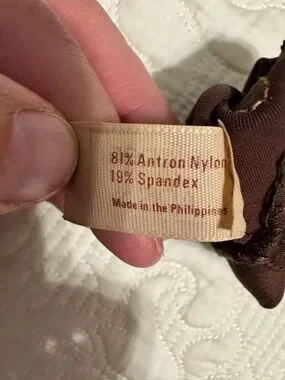 81% Antron Nylon
19% Spandex
Made in the Philippines